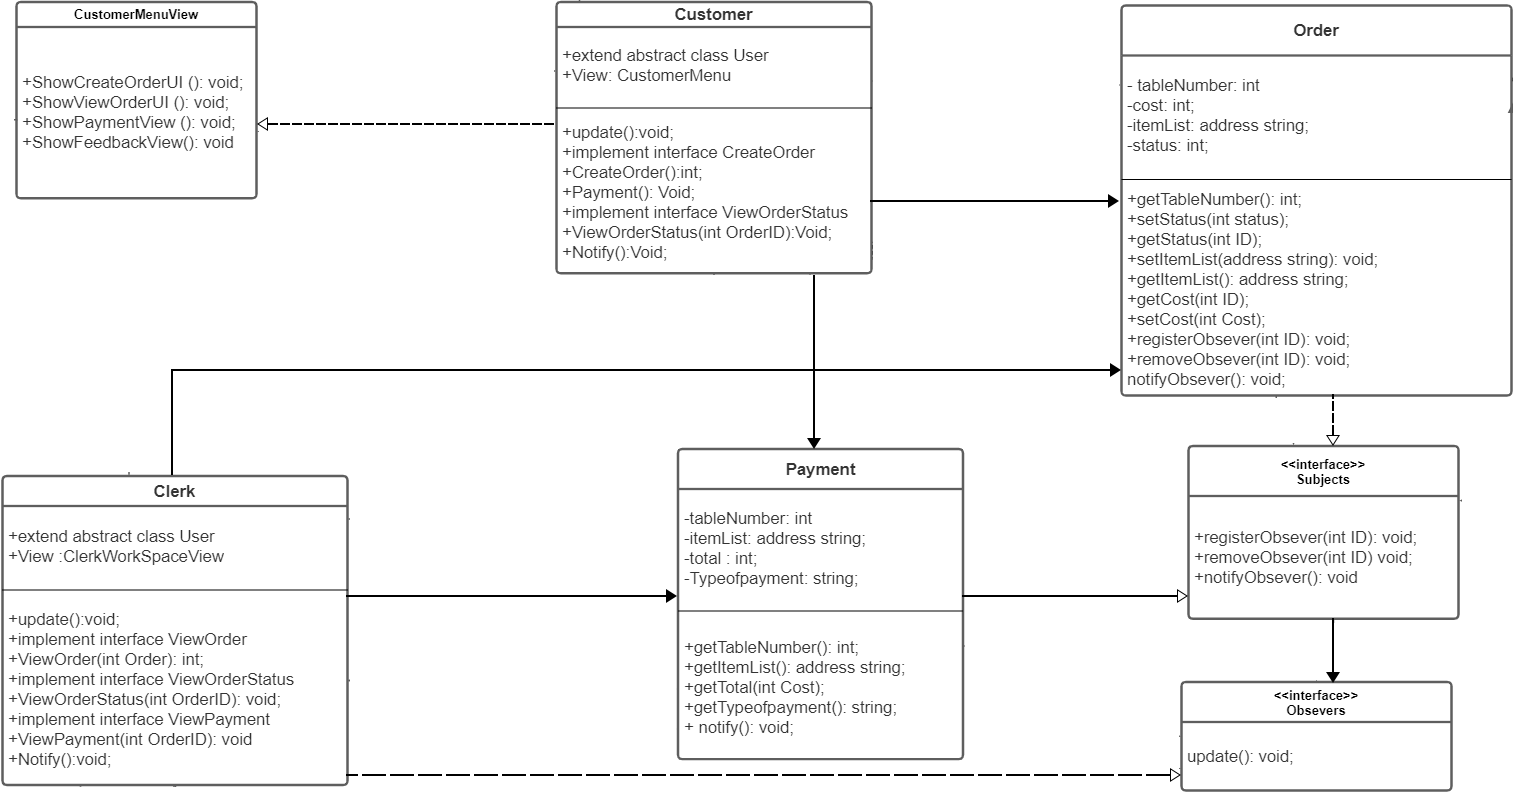 CustomerMenuView
+ShowCreateOrderUI (): void;
+ShowViewOrderUI (): void;
+ShowPaymentView (): void;
+ShowFeedbackView(): void
Customer
+extend abstract class User
+View: CustomerMenu
+update():void;
+implement interface CreateOrder
+CreateOrder():int;
+Payment(): Void;
+implement interface ViewOrderStatus
+ViewOrderStatus(int OrderID):Void;
+Notify():Void;
Order
- tableNumber: int
-cost: int;
-itemList: address string;
-status: int;
+getTableNumber(): int;
+setStatus(int status);
+getStatus(int ID);
+setItemList(address string): void;
+getItemList(): address string;
+getCost(int ID);
+setCost(int Cost);
+registerObsever(int ID): void;
+removeObsever(int ID): void;
notifyObsever(): void;
Clerk
+extend abstract class User
+View :ClerkWorkSpaceView
+update():void;
+implement interface ViewOrder
+ViewOrder(int Order): int;
+implement interface ViewOrderStatus
+ViewOrderStatus(int OrderID): void;
+implement interface ViewPayment
+ViewPayment(int OrderID): void
+Notify():void;
Payment
-tableNumber: int
-itemList: address string;
-total : int;
-Typeofpayment: string;
+getTableNumber(): int;
+getItemList(): address string;
+getTotal(int Cost);
+getTypeofpayment(): string;
+ notify(): void;
<<interface>>
Subjects
+registerObsever(int ID): void;
+removeObsever(int ID) void;
+notifyObsever(): void
<<interface>>
Obsevers
update(): void;